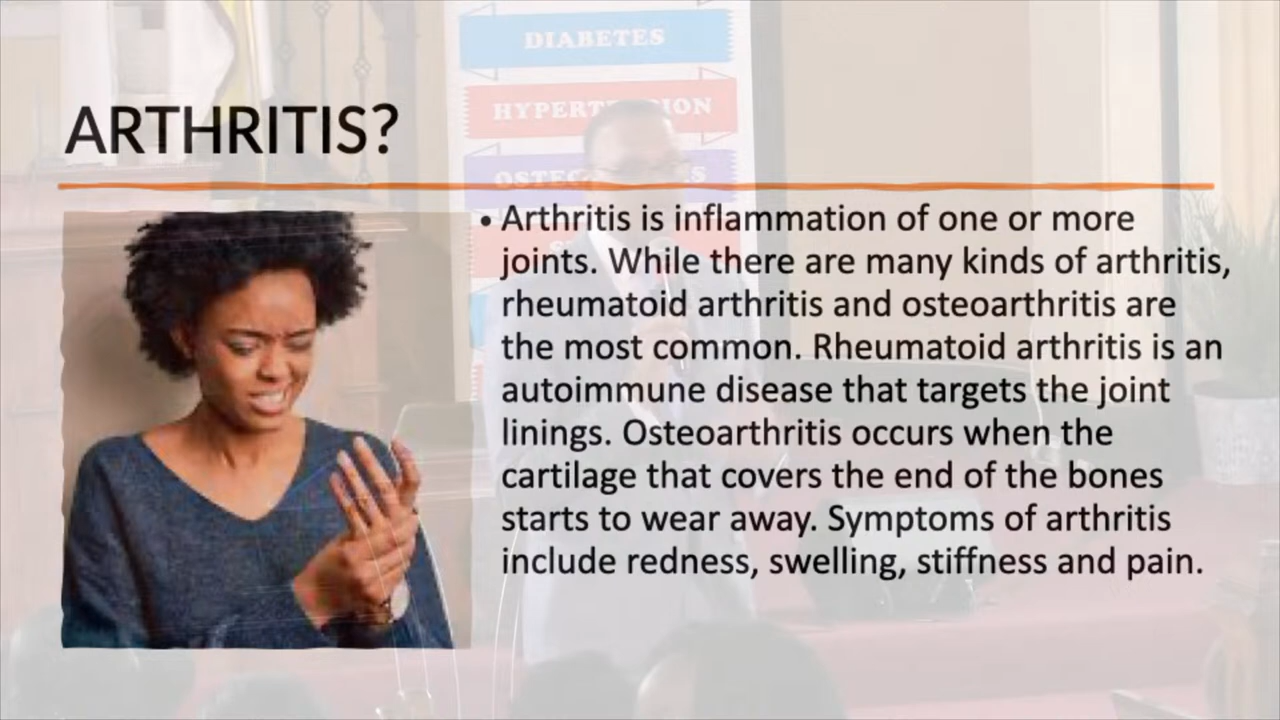 DIABETES
HYPERTENSION
ARTHRITIS?
• Arthritis is inflammation of one or more
joints. While there are many kinds of arthritis,
rheumatoid arthritis and osteoarthritis are
the most common. Rheumatoid arthritis is an
autoimmune disease that targets the joint
linings. Osteoarthritis occurs when the
cartilage that covers the end of the bones
starts to wear away. Symptoms of arthritis
include redness, swelling, stiffness and pain.